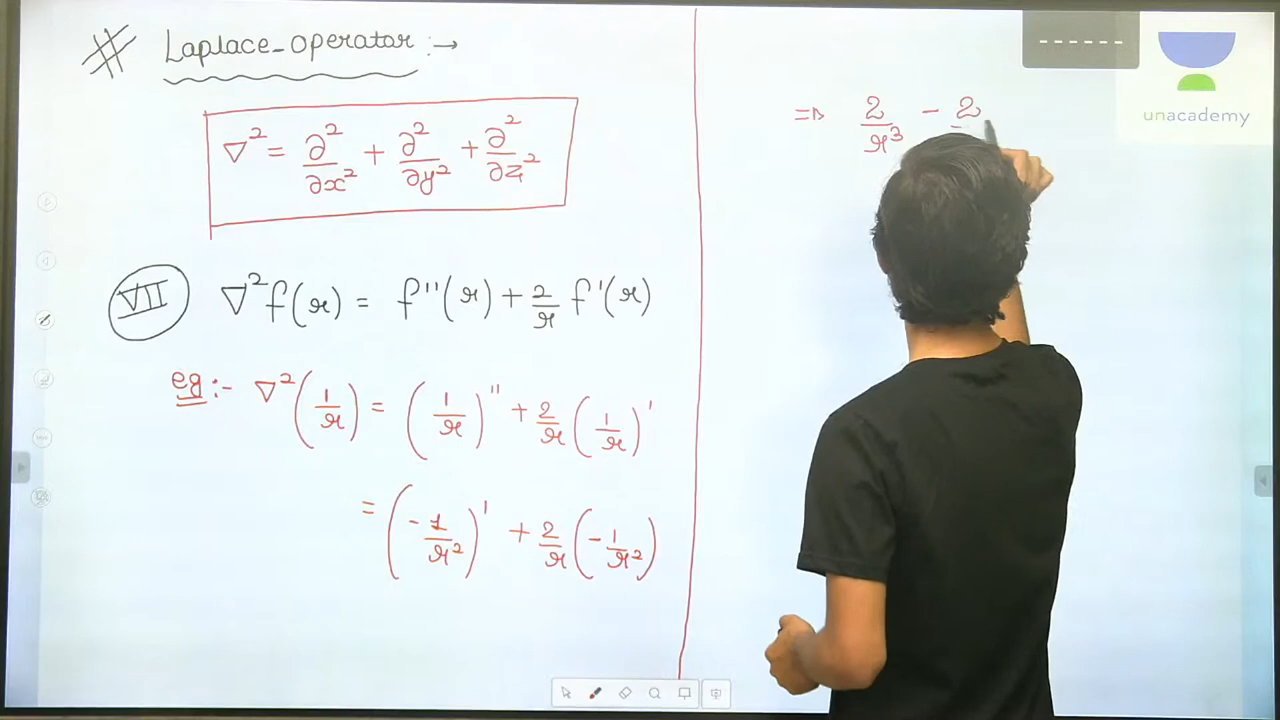 # Laplace-operator :→
∇² = ∂²/∂x² + ∂²/∂y² + ∂²/∂z²
VII ∇²f(r) = f''(r) + 2/r f'(r)
eg:- ∇²(1/r) = (1/r)'' + 2/r (1/r)'
= (-1/r²)' + 2/r (-1/r²)
⇒ 2/r³ - 2
------
unacademy